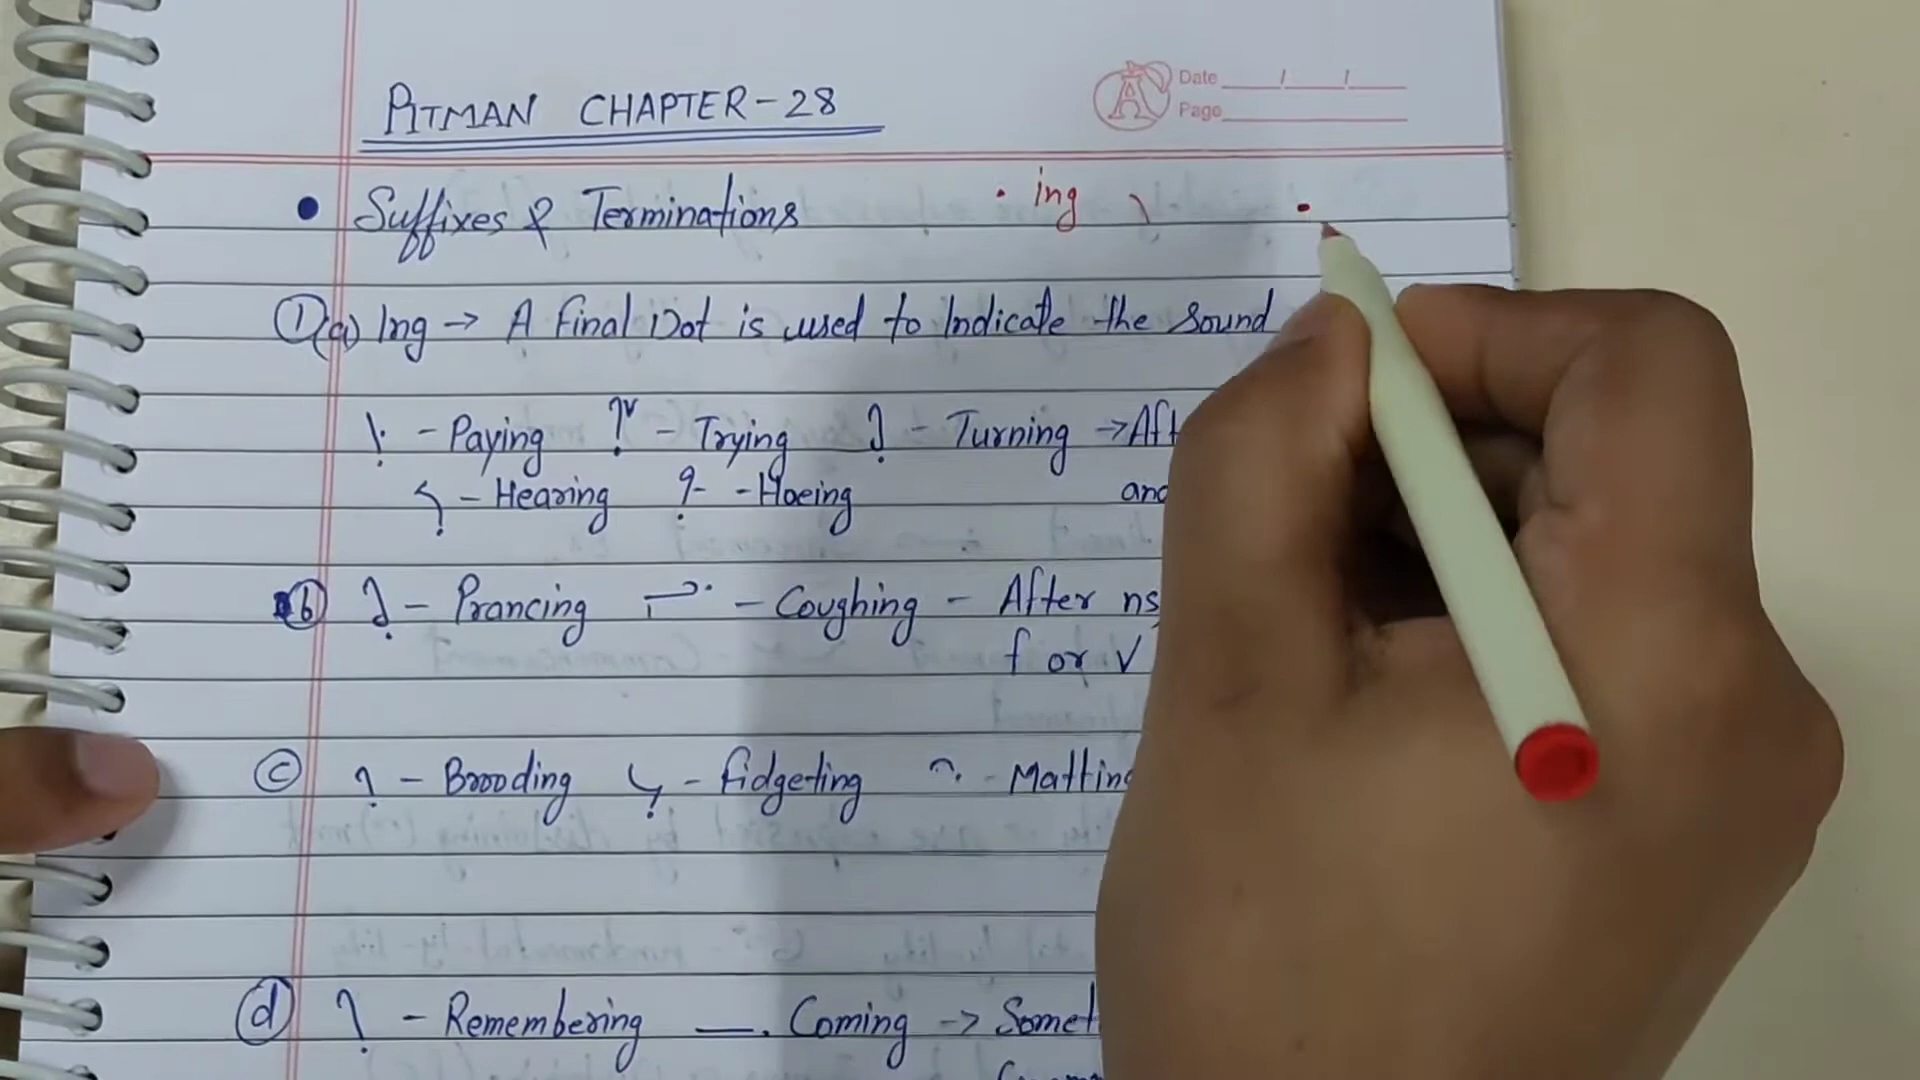 PITMAN CHAPTER-28
Date / /
Page
• Suffixes & Terminations · ing
①(a) Ing → A final Dot is used to Indicate the Sound
- Paying - Trying - Turning → Aft
- Hearing - Hoeing and
(b) - Prancing - Coughing - After ns
f or V
(c) - Brooding - fidgeting - Matting
(d) - Remembering Coming → Somet